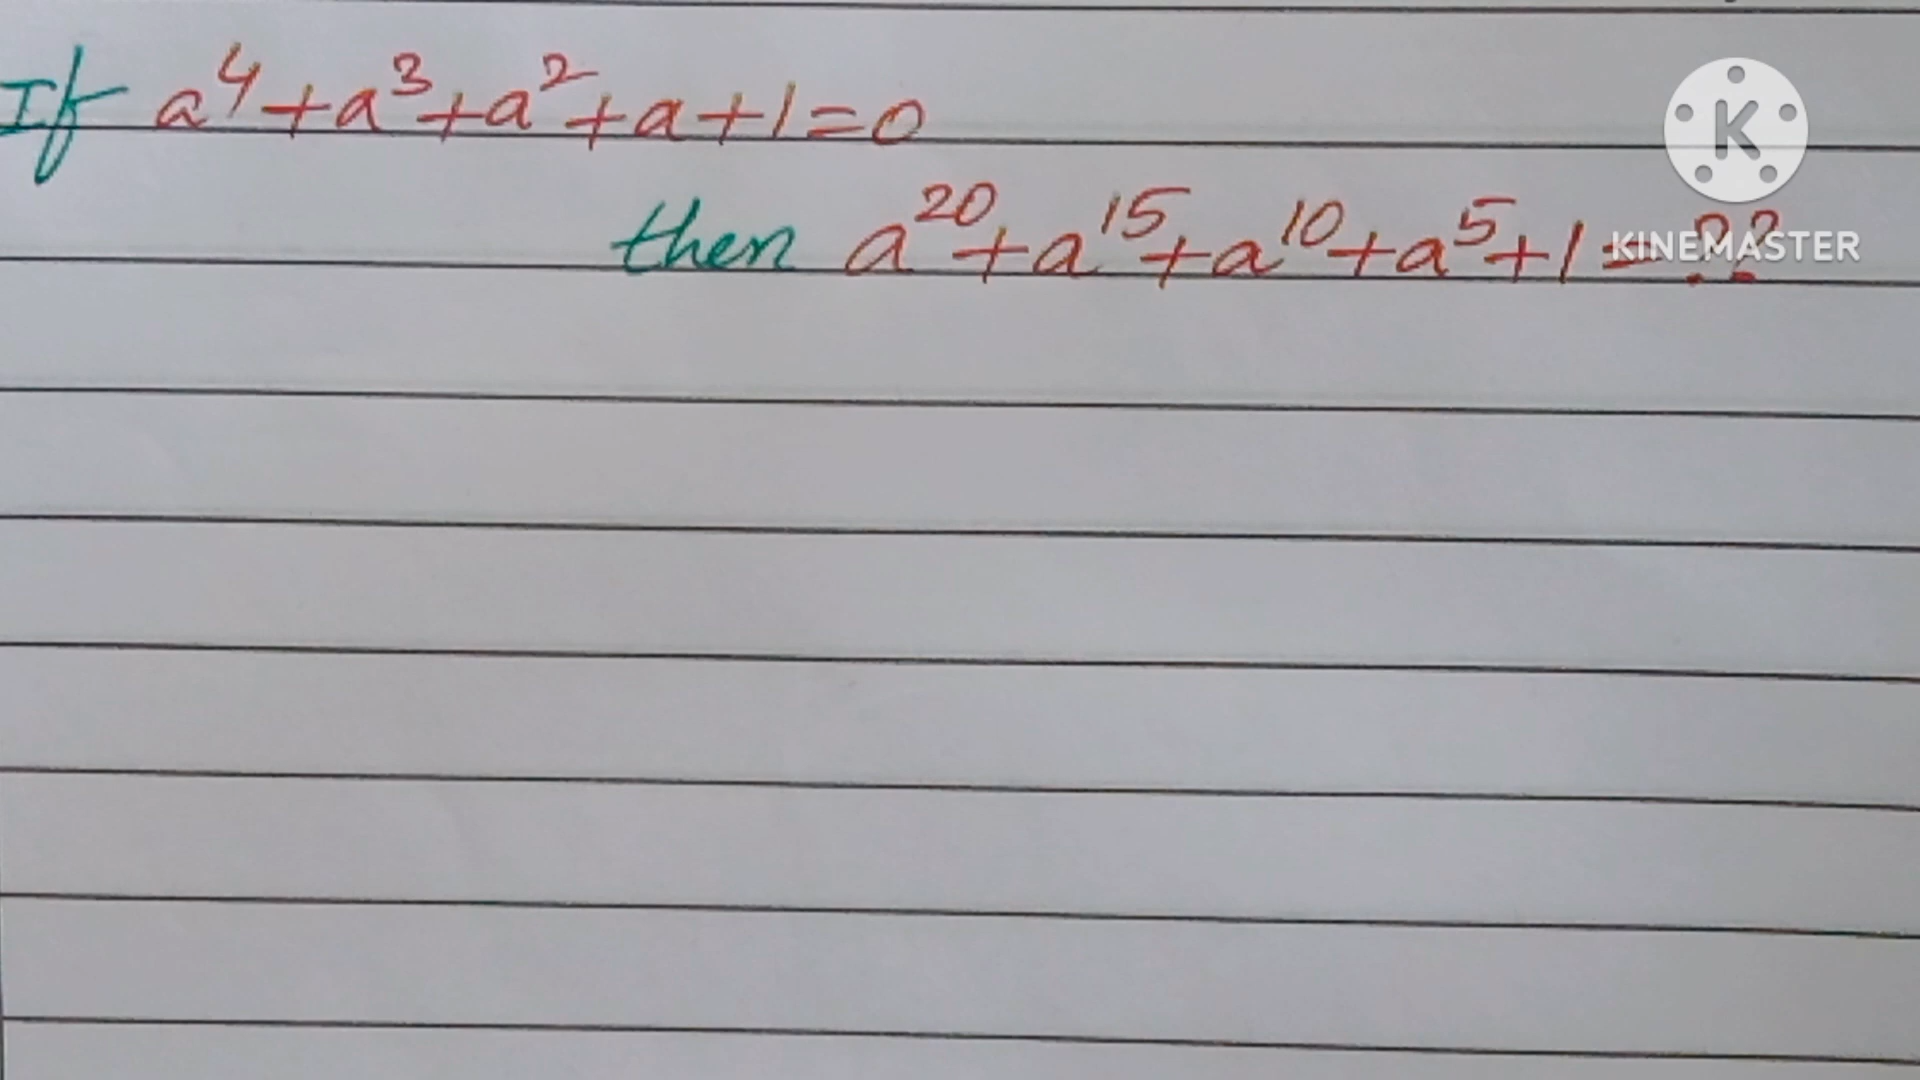 If a⁴+a³+a²+a+1=0
K
then a²⁰+a¹⁵+a¹⁰+a⁵+1=??
KINEMASTER